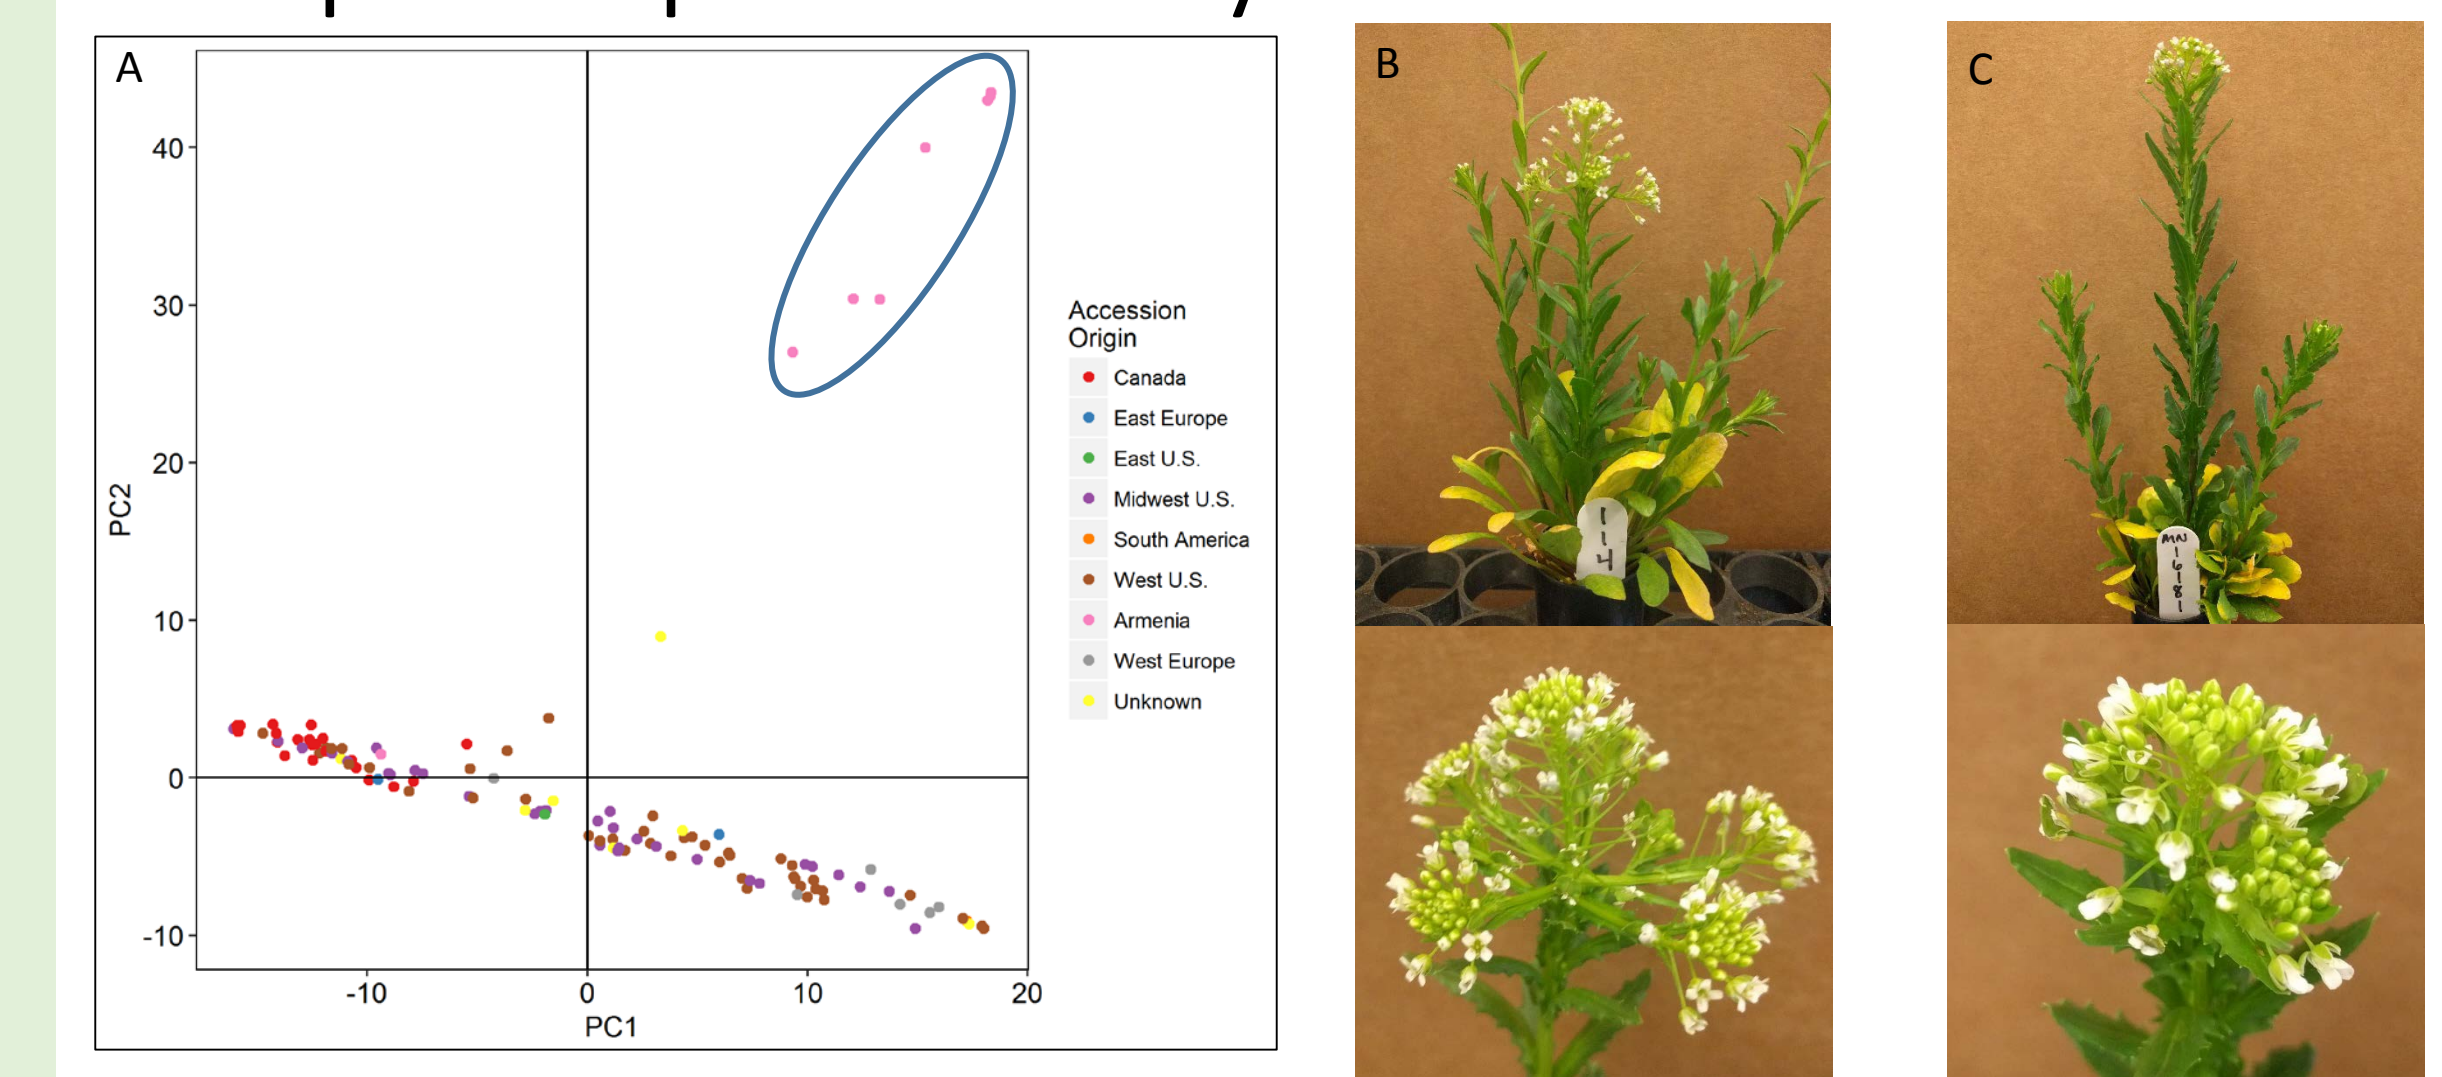 A
40
30
20
10
0
-10
PC2
-10
0
10
20
PC1
Accession
Origin
Canada
East Europe
East U.S.
Midwest U.S.
South America
West U.S.
Armenia
West Europe
Unknown
B
1
1
4
C
MN
1
6
1
8
1